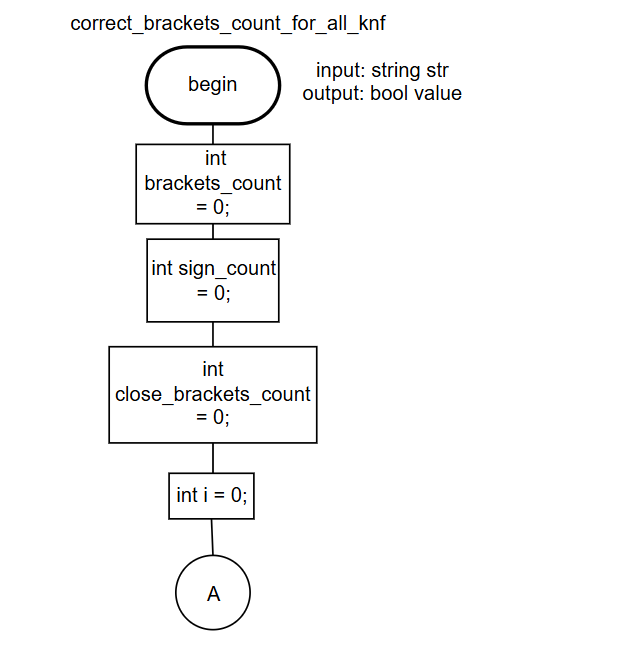 correct_brackets_count_for_all_knf
begin
input: string str
output: bool value
int
brackets_count
= 0;
int sign_count
= 0;
int
close_brackets_count
= 0;
int i = 0;
A